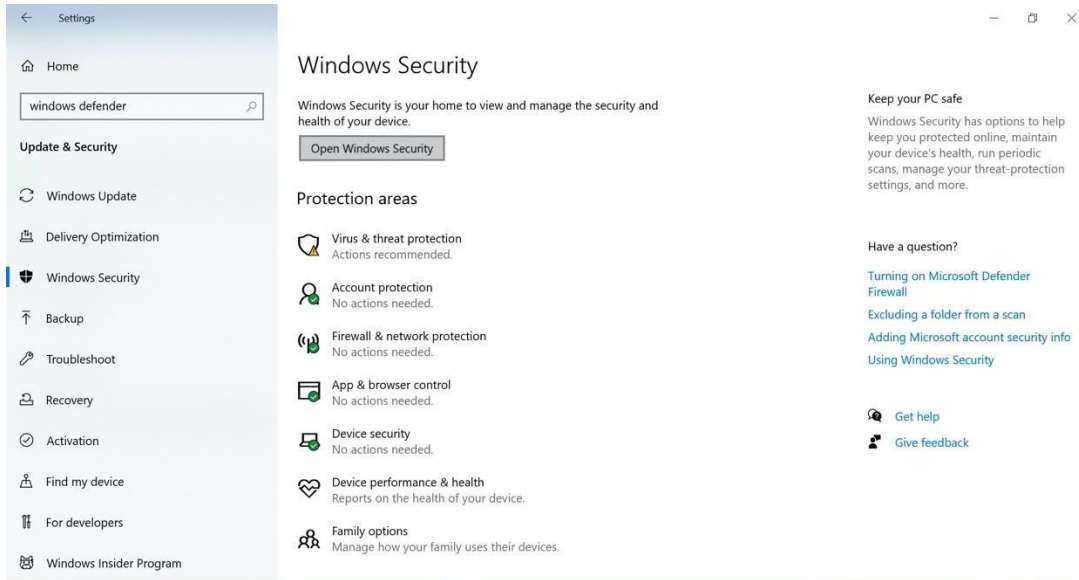 Settings
Home
windows defender
Update & Security
Windows Update
Delivery Optimization
Windows Security
Backup
Troubleshoot
Recovery
Activation
Find my device
For developers
Windows Insider Program
Windows Security
Windows Security is your home to view and manage the security and
health of your device.
Open Windows Security
Protection areas
Virus & threat protection
Actions recommended.
Account protection
No actions needed.
Firewall & network protection
No actions needed.
App & browser control
No actions needed.
Device security
No actions needed.
Device performance & health
Reports on the health of your device.
Family options
Manage how your family uses their devices.
Keep your PC safe
Windows Security has options to help
keep you protected online, maintain
your device's health, run periodic
scans, manage your threat-protection
settings, and more.
Have a question?
Turning on Microsoft Defender
Firewall
Excluding a folder from a scan
Adding Microsoft account security info
Using Windows Security
Get help
Give feedback